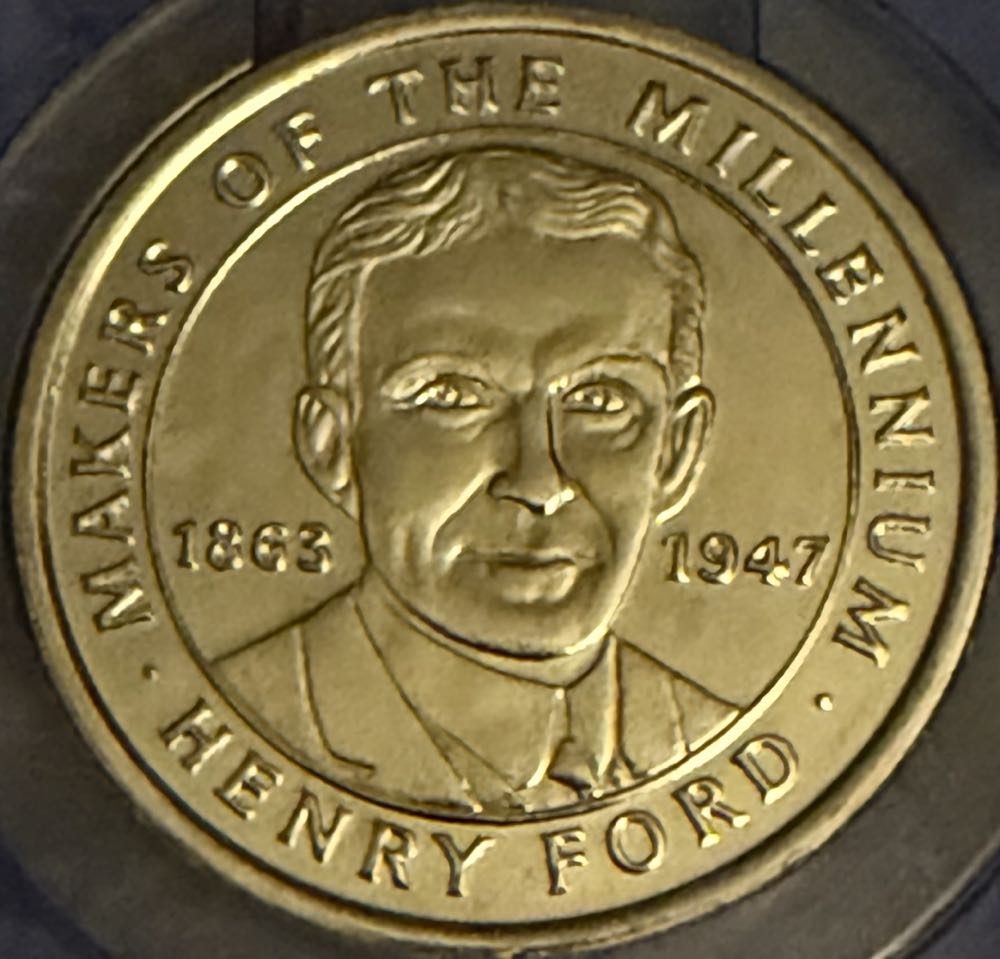 MAKERS OF THE MILLENNIUM
1863 1947
· HENRY FORD ·